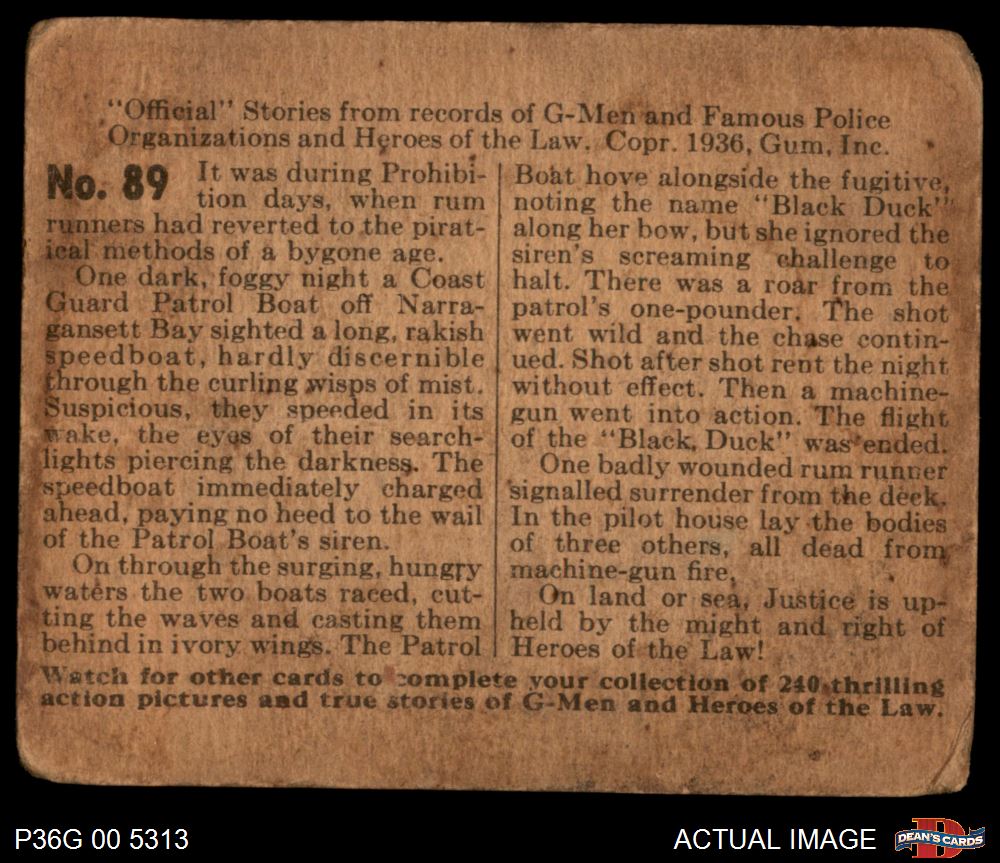 "Official" Stories from records of G-Men and Famous Police
Organizations and Heroes of the Law. Copr. 1936, Gum, Inc.
No. 89 It was during Prohibi-
tion days, when rum
runners had reverted to the pirat-
ical methods of a bygone age.
One dark, foggy night a Coast
Guard Patrol Boat off Narra-
gansett Bay sighted a long, rakish
speedboat, hardly discernible
through the curling wisps of mist.
Suspicious, they speeded in its
wake, the eyes of their search-
lights piercing the darkness. The
speedboat immediately charged
ahead, paying no heed to the wail
of the Patrol Boat's siren.
On through the surging, hungry
waters the two boats raced, cut-
ting the waves and casting them
behind in ivory wings. The Patrol
Boat hove alongside the fugitive,
noting the name "Black Duck"
along her bow, but she ignored the
siren's screaming challenge to
halt. There was a roar from the
patrol's one-pounder. The shot
went wild and the chase contin-
ued. Shot after shot rent the night
without effect. Then a machine-
gun went into action. The flight
of the "Black Duck" was ended.
One badly wounded rum runner
signalled surrender from the deck.
In the pilot house lay the bodies
of three others, all dead from
machine-gun fire.
On land or sea, Justice is up-
held by the might and right of
Heroes of the Law!
Watch for other cards to complete your collection of 240 thrilling
action pictures and true stories of G-Men and Heroes of the Law.
P36G 00 5313
ACTUAL IMAGE
D
DEAN'S CARDS